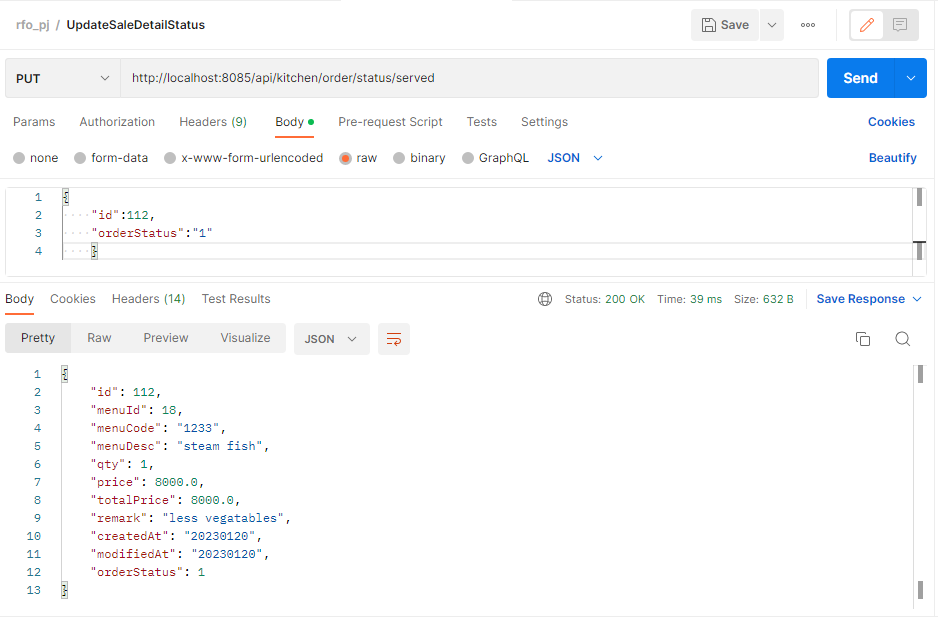 rfo_pj / UpdateSaleDetailStatus
Save
PUT
http://localhost:8085/api/kitchen/order/status/served
Send
Params Authorization Headers (9) Body Pre-request Script Tests Settings Cookies
none form-data x-www-form-urlencoded raw binary GraphQL JSON Beautify
1 {
2 "id":112,
3 "orderStatus":"1"
4 }
Body Cookies Headers (14) Test Results Status: 200 OK Time: 39 ms Size: 632 B Save Response
Pretty Raw Preview Visualize JSON
1 {
2 "id": 112,
3 "menuId": 18,
4 "menuCode": "1233",
5 "menuDesc": "steam fish",
6 "qty": 1,
7 "price": 8000.0,
8 "totalPrice": 8000.0,
9 "remark": "less vegatables",
10 "createdAt": "20230120",
11 "modifiedAt": "20230120",
12 "orderStatus": 1
13 }